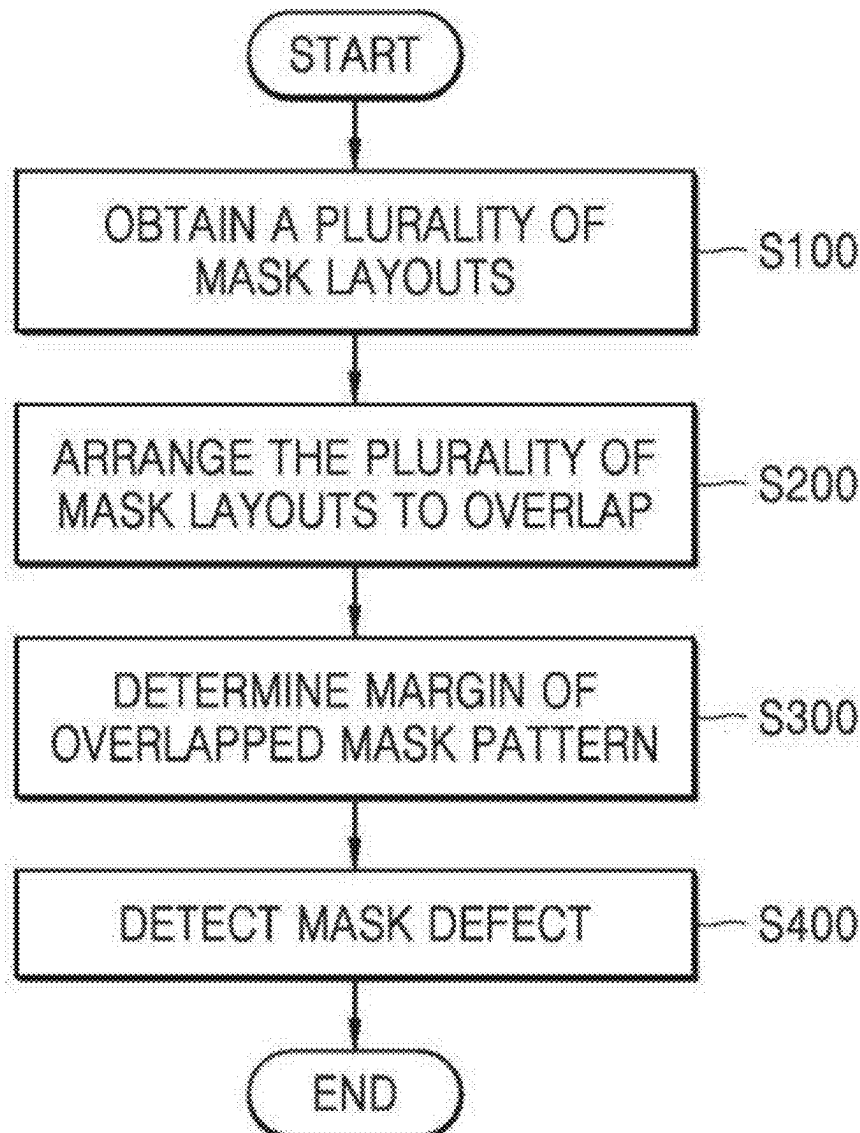 START
OBTAIN A PLURALITY OF
MASK LAYOUTS
S100
ARRANGE THE PLURALITY OF
MASK LAYOUTS TO OVERLAP
S200
DETERMINE MARGIN OF
OVERLAPPED MASK PATTERN
S300
DETECT MASK DEFECT
S400
END